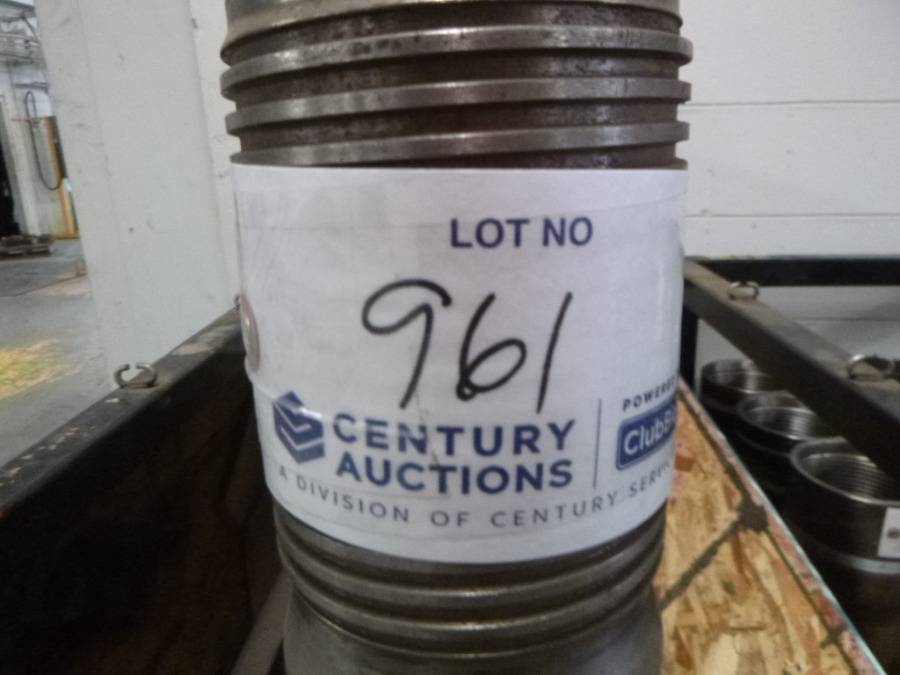 LOT NO
961
CENTURY
AUCTIONS
POWERED
A DIVISION OF CENTURY